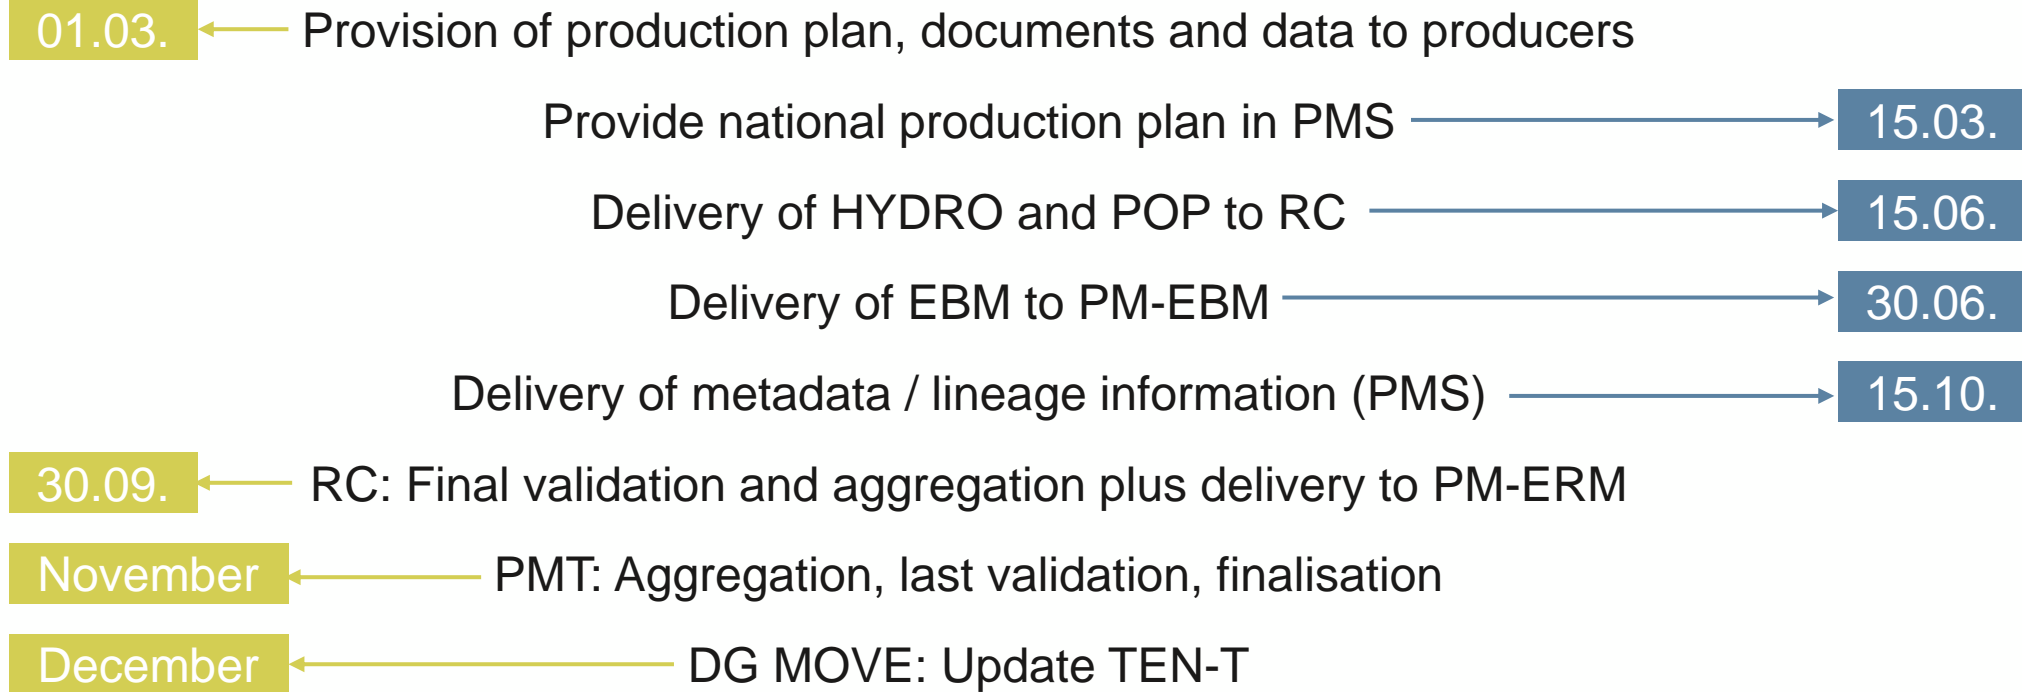 01.03. Provision of production plan, documents and data to producers
Provide national production plan in PMS 15.03.
Delivery of HYDRO and POP to RC 15.06.
Delivery of EBM to PM-EBM 30.06.
Delivery of metadata / lineage information (PMS) 15.10.
30.09. RC: Final validation and aggregation plus delivery to PM-ERM
November PMT: Aggregation, last validation, finalisation
December DG MOVE: Update TEN-T